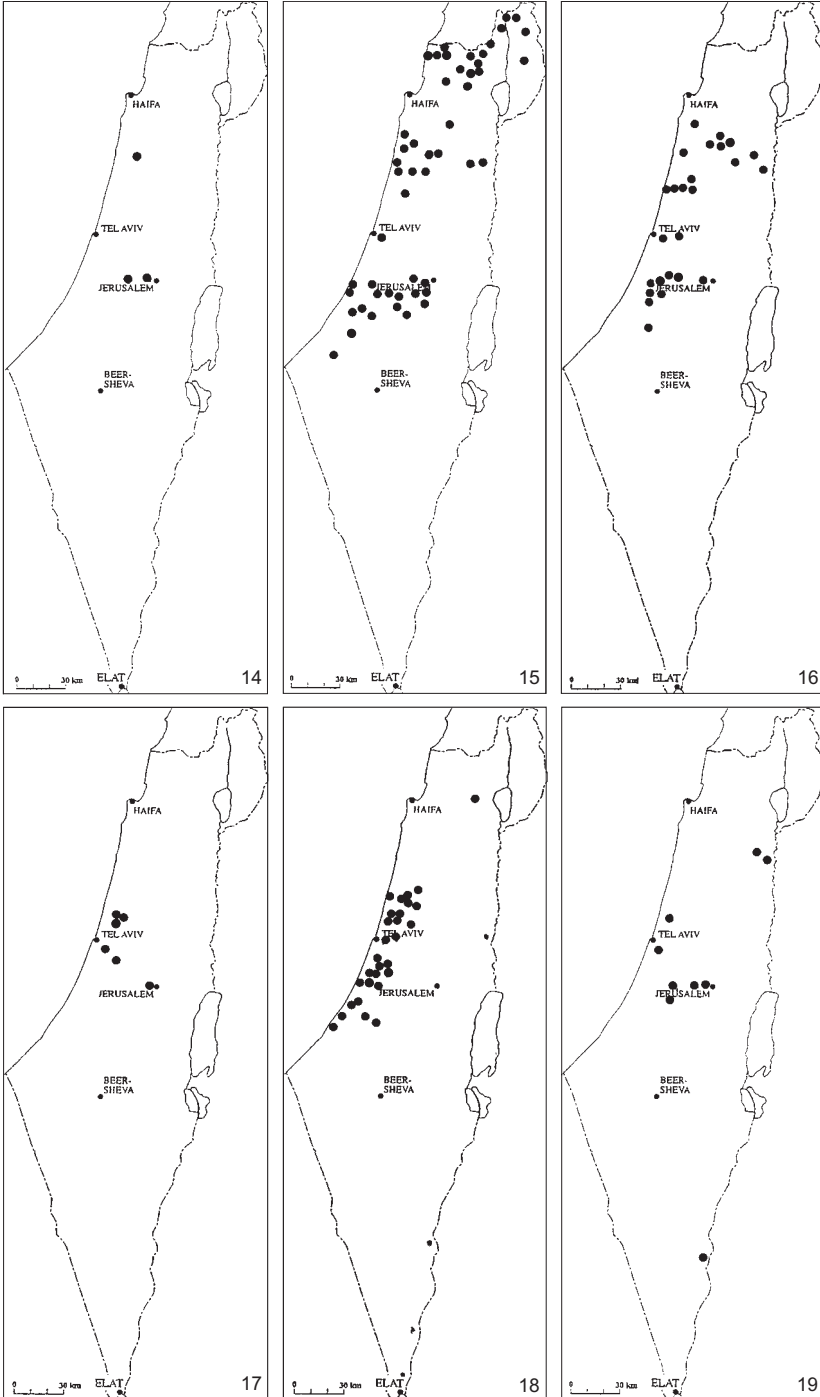 HAIFA
TEL AVIV
JERUSALEM
BEER-
SHEVA
ELAT
0 30 km
14
HAIFA
TEL AVIV
JERUSALEM
BEER-
SHEVA
ELAT
0 30 km
15
HAIFA
TEL AVIV
JERUSALEM
BEER-
SHEVA
ELAT
0 30 km
16
HAIFA
TEL AVIV
JERUSALEM
BEER-
SHEVA
ELAT
0 30 km
17
HAIFA
TEL AVIV
JERUSALEM
BEER-
SHEVA
ELAT
0 30 km
18
HAIFA
TEL AVIV
JERUSALEM
BEER-
SHEVA
ELAT
0 30 km
19